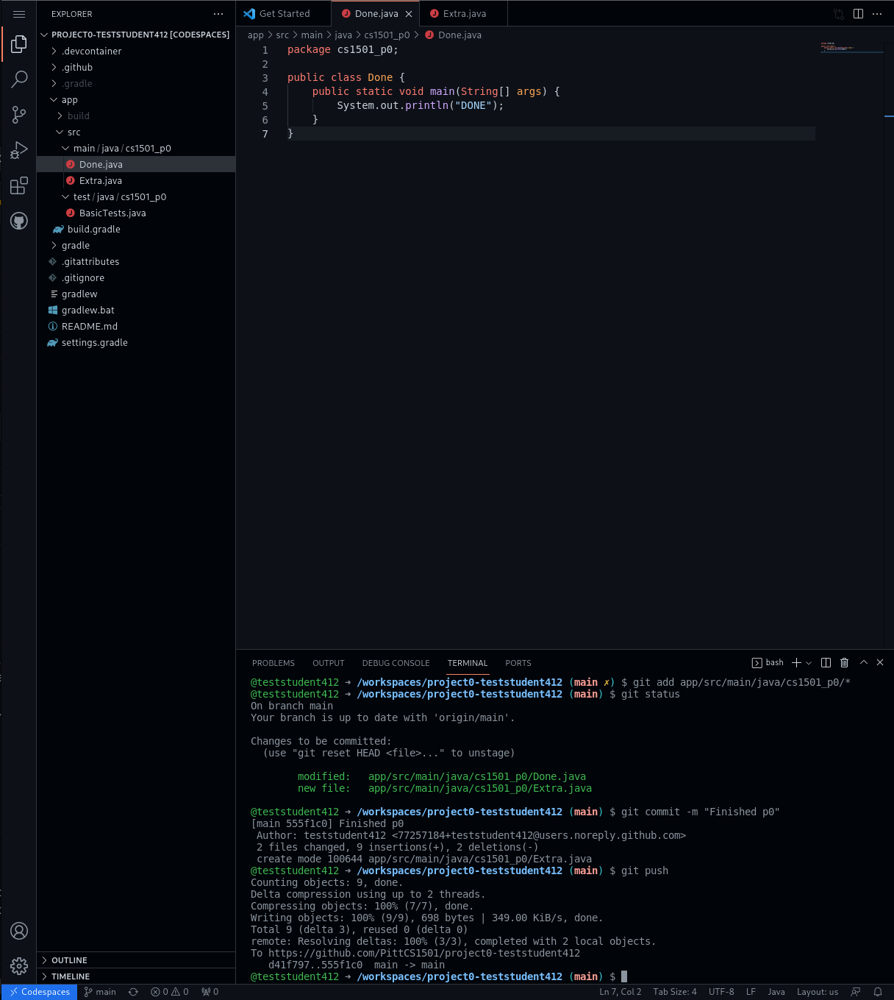 EXPLORER
PROJECT0-TESTSTUDENT412 [CODESPACES]
.devcontainer
.github
.gradle
app
build
src
main / java / cs1501_p0
Done.java
Extra.java
test / java / cs1501_p0
BasicTests.java
build.gradle
gradle
.gitattributes
.gitignore
gradlew
gradlew.bat
README.md
settings.gradle
OUTLINE
TIMELINE
Get Started Done.java Extra.java
app > src > main > java > cs1501_p0 > Done.java
1 package cs1501_p0;
2
3 public class Done {
4 public static void main(String[] args) {
5 System.out.println("DONE");
6 }
7 }
PROBLEMS OUTPUT DEBUG CONSOLE TERMINAL PORTS bash
@teststudent412 → /workspaces/project0-teststudent412 (main ✗) $ git add app/src/main/java/cs1501_p0/*
@teststudent412 → /workspaces/project0-teststudent412 (main) $ git status
On branch main
Your branch is up to date with 'origin/main'.
Changes to be committed:
(use "git reset HEAD <file>..." to unstage)
modified: app/src/main/java/cs1501_p0/Done.java
new file: app/src/main/java/cs1501_p0/Extra.java
@teststudent412 → /workspaces/project0-teststudent412 (main) $ git commit -m "Finished p0"
[main 555f1c0] Finished p0
Author: teststudent412 <77257184+teststudent412@users.noreply.github.com>
2 files changed, 9 insertions(+), 2 deletions(-)
create mode 100644 app/src/main/java/cs1501_p0/Extra.java
@teststudent412 → /workspaces/project0-teststudent412 (main) $ git push
Counting objects: 9, done.
Delta compression using up to 2 threads.
Compressing objects: 100% (7/7), done.
Writing objects: 100% (9/9), 698 bytes | 349.00 KiB/s, done.
Total 9 (delta 3), reused 0 (delta 0)
remote: Resolving deltas: 100% (3/3), completed with 2 local objects.
To https://github.com/PittCS1501/project0-teststudent412
d41f797..555f1c0 main -> main
@teststudent412 → /workspaces/project0-teststudent412 (main) $
Codespaces main 0 0 0 Ln 7, Col 2 Tab Size: 4 UTF-8 LF Java Layout: us